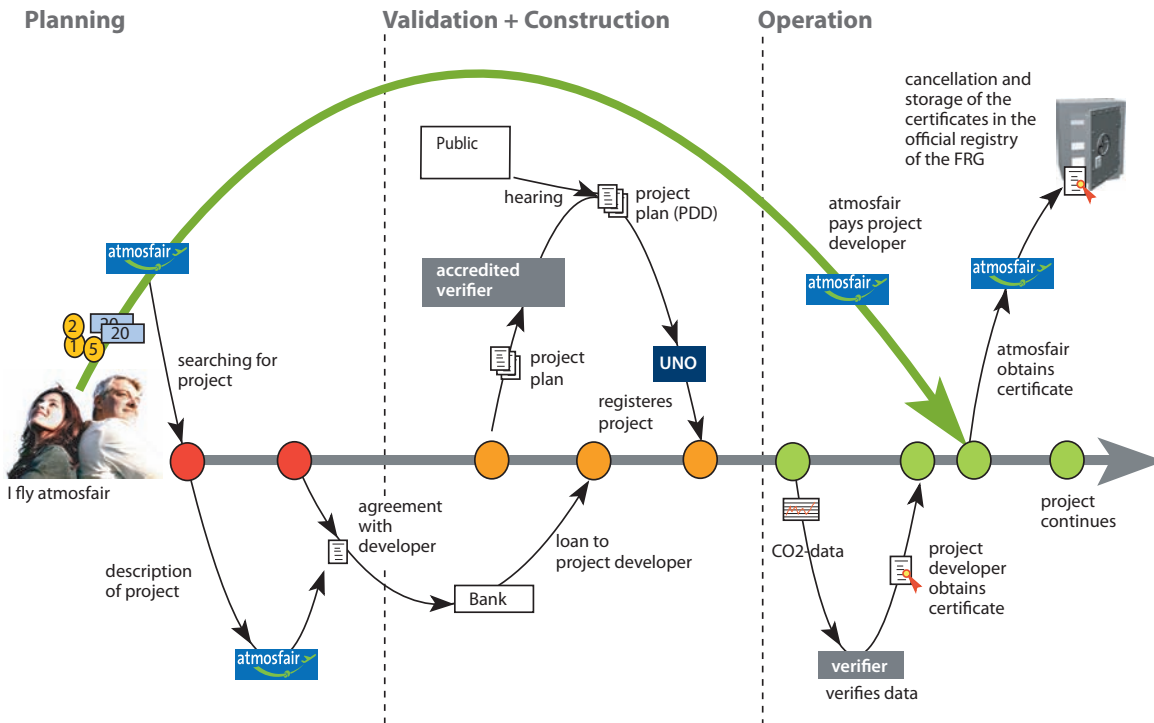 Planning
Validation + Construction
Operation
cancellation and
storage of the
certificates in the
official registry
of the FRG
Public
hearing
project
plan (PDD)
atmosfair
pays project
developer
atmosfair
accredited
verifier
atmosfair
atmosfair
20
20
2
1
5
searching for
project
project
plan
UNO
registeres
project
atmosfair
obtains
certificate
I fly atmosfair
agreement
with
developer
loan to
project developer
CO2-data
project
continues
description
of project
Bank
project
developer
obtains
certificate
atmosfair
verifier
verifies data